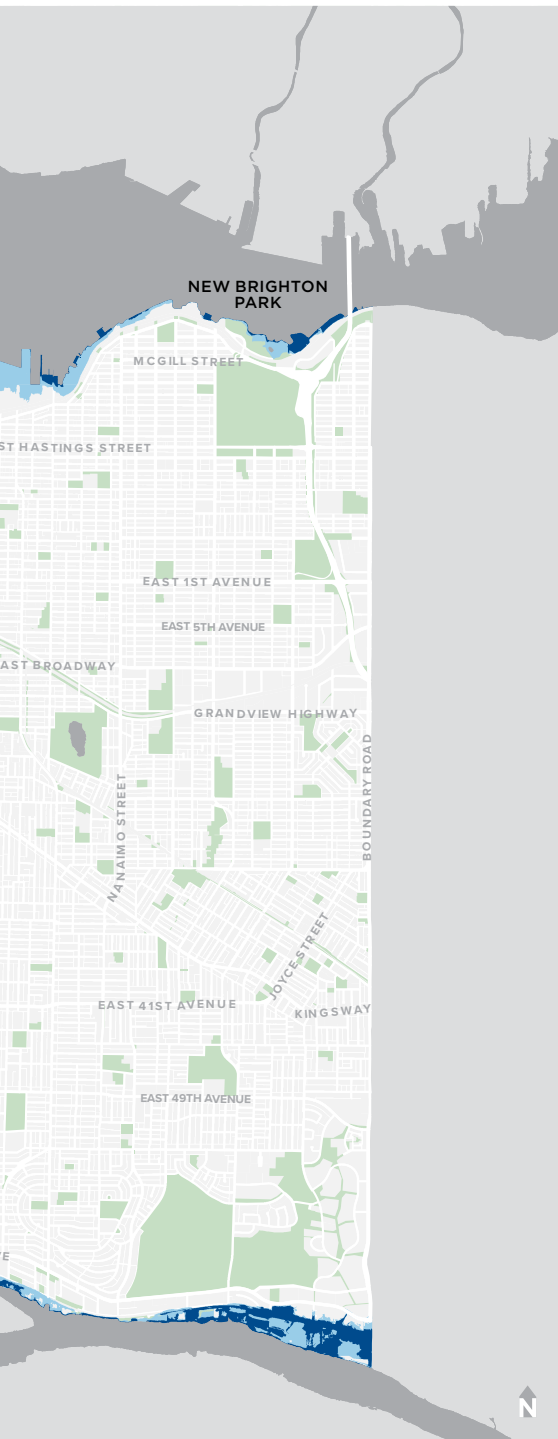 NEW BRIGHTON
PARK
MCGILL STREET
ST HASTINGS STREET
EAST 1ST AVENUE
EAST 5TH AVENUE
AST BROADWAY
GRANDVIEW HIGHWAY
BOUNDARY ROAD
NANAIMO STREET
JOYCE STREET
EAST 41ST AVENUE
KINGSWAY
EAST 49TH AVENUE
VE
N